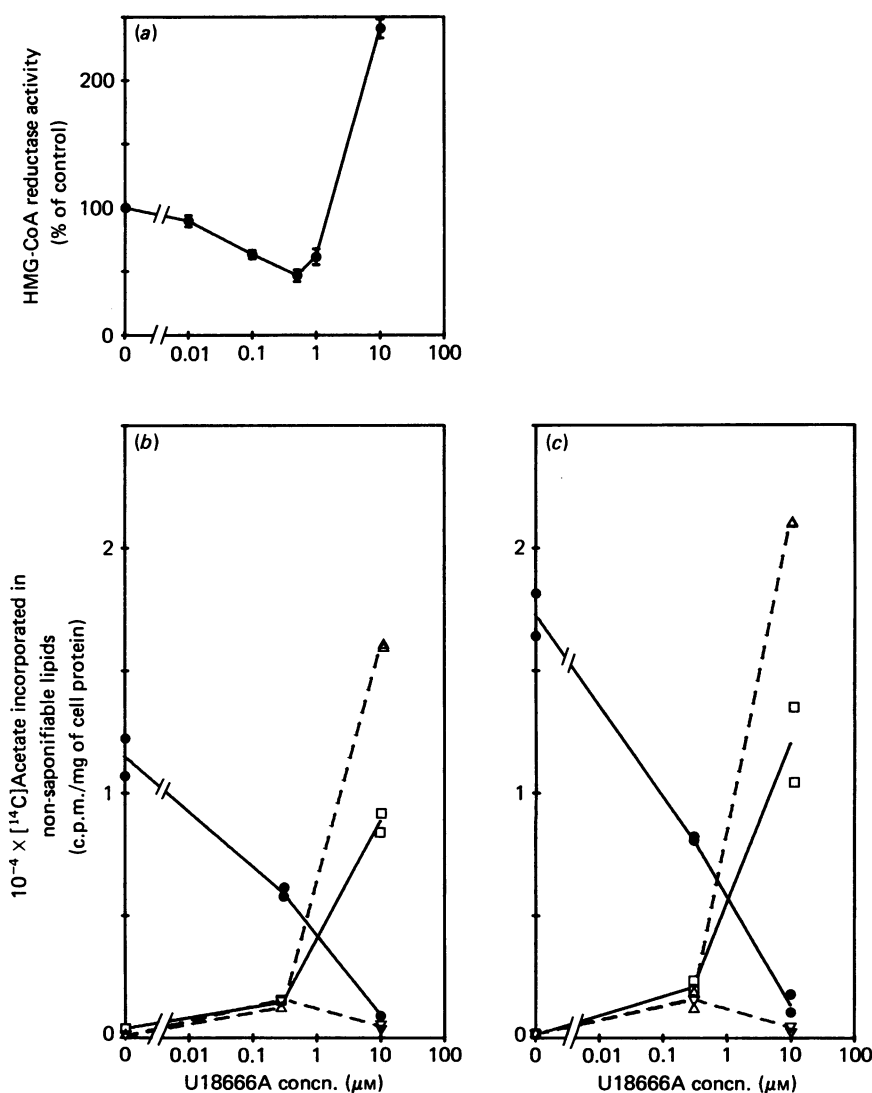 (a)
HMG-CoA reductase activity
(% of control)
200
100
0
0 0.01 0.1 1 10 100
(b)
(c)
10⁻⁴ × [¹⁴C]Acetate incorporated in
non-saponifiable lipids
(c.p.m./mg of cell protein)
2
1
0
0 0.01 0.1 1 10 100
U18666A concn. (μM)
2
1
0
0 0.01 0.1 1 10 100
U18666A concn. (μM)